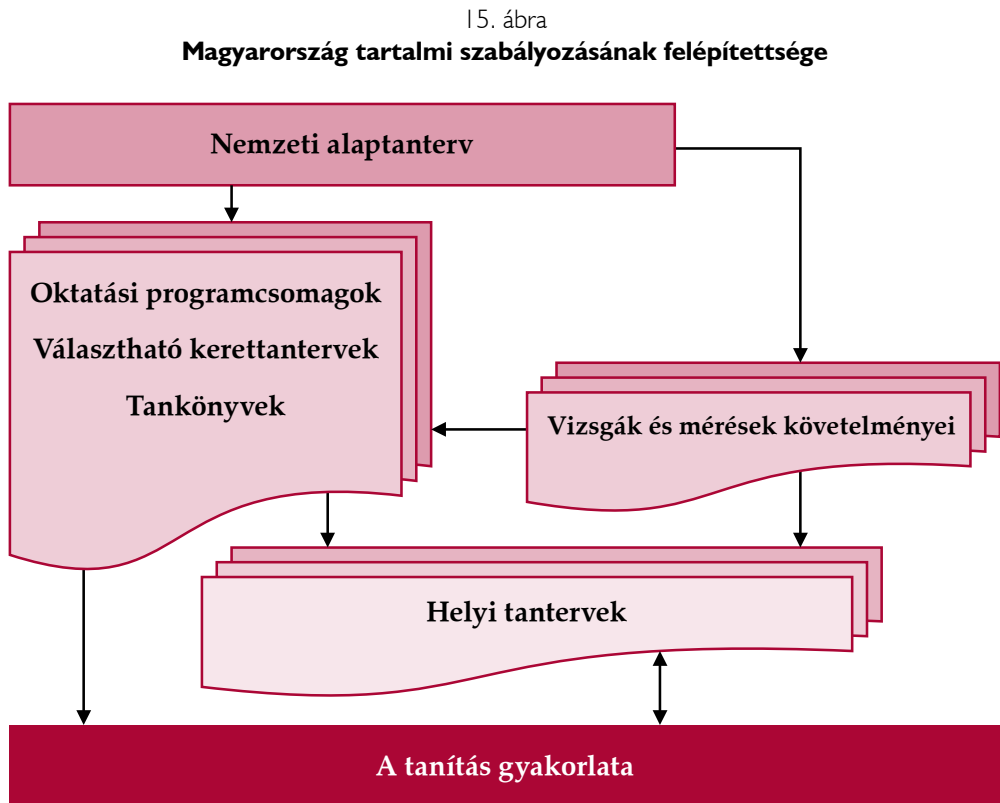 15. ábra
Magyarország tartalmi szabályozásának felépítettsége
Nemzeti alaptanterv
Oktatási programcsomagok
Választható kerettantervek
Tankönyvek
Vizsgák és mérések követelményei
Helyi tantervek
A tanítás gyakorlata